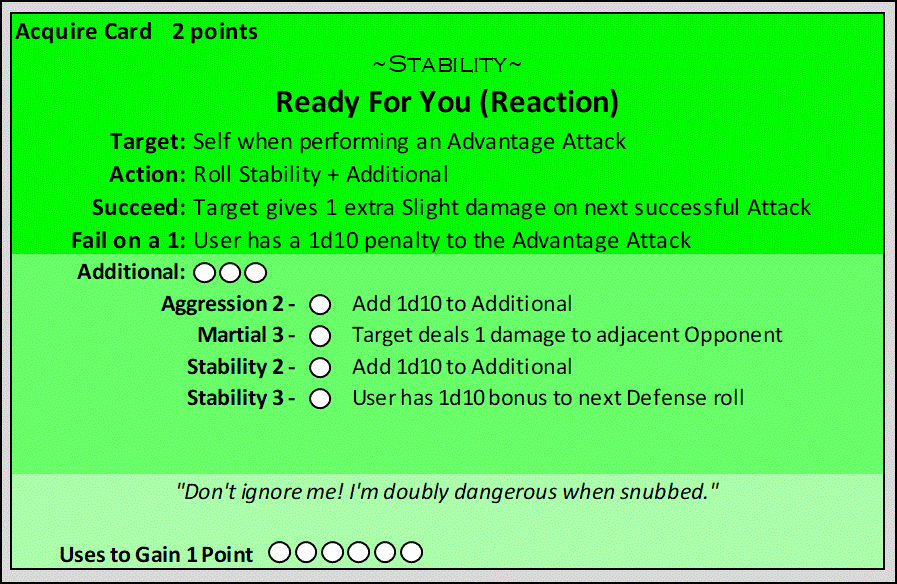 Acquire Card 2 points
~Stability~
Ready For You (Reaction)
Target: Self when performing an Advantage Attack
Action: Roll Stability + Additional
Succeed: Target gives 1 extra Slight damage on next successful Attack
Fail on a 1: User has a 1d10 penalty to the Advantage Attack
Additional:
Aggression 2 - Add 1d10 to Additional
Martial 3 - Target deals 1 damage to adjacent Opponent
Stability 2 - Add 1d10 to Additional
Stability 3 - User has 1d10 bonus to next Defense roll
"Don't ignore me! I'm doubly dangerous when snubbed."
Uses to Gain 1 Point